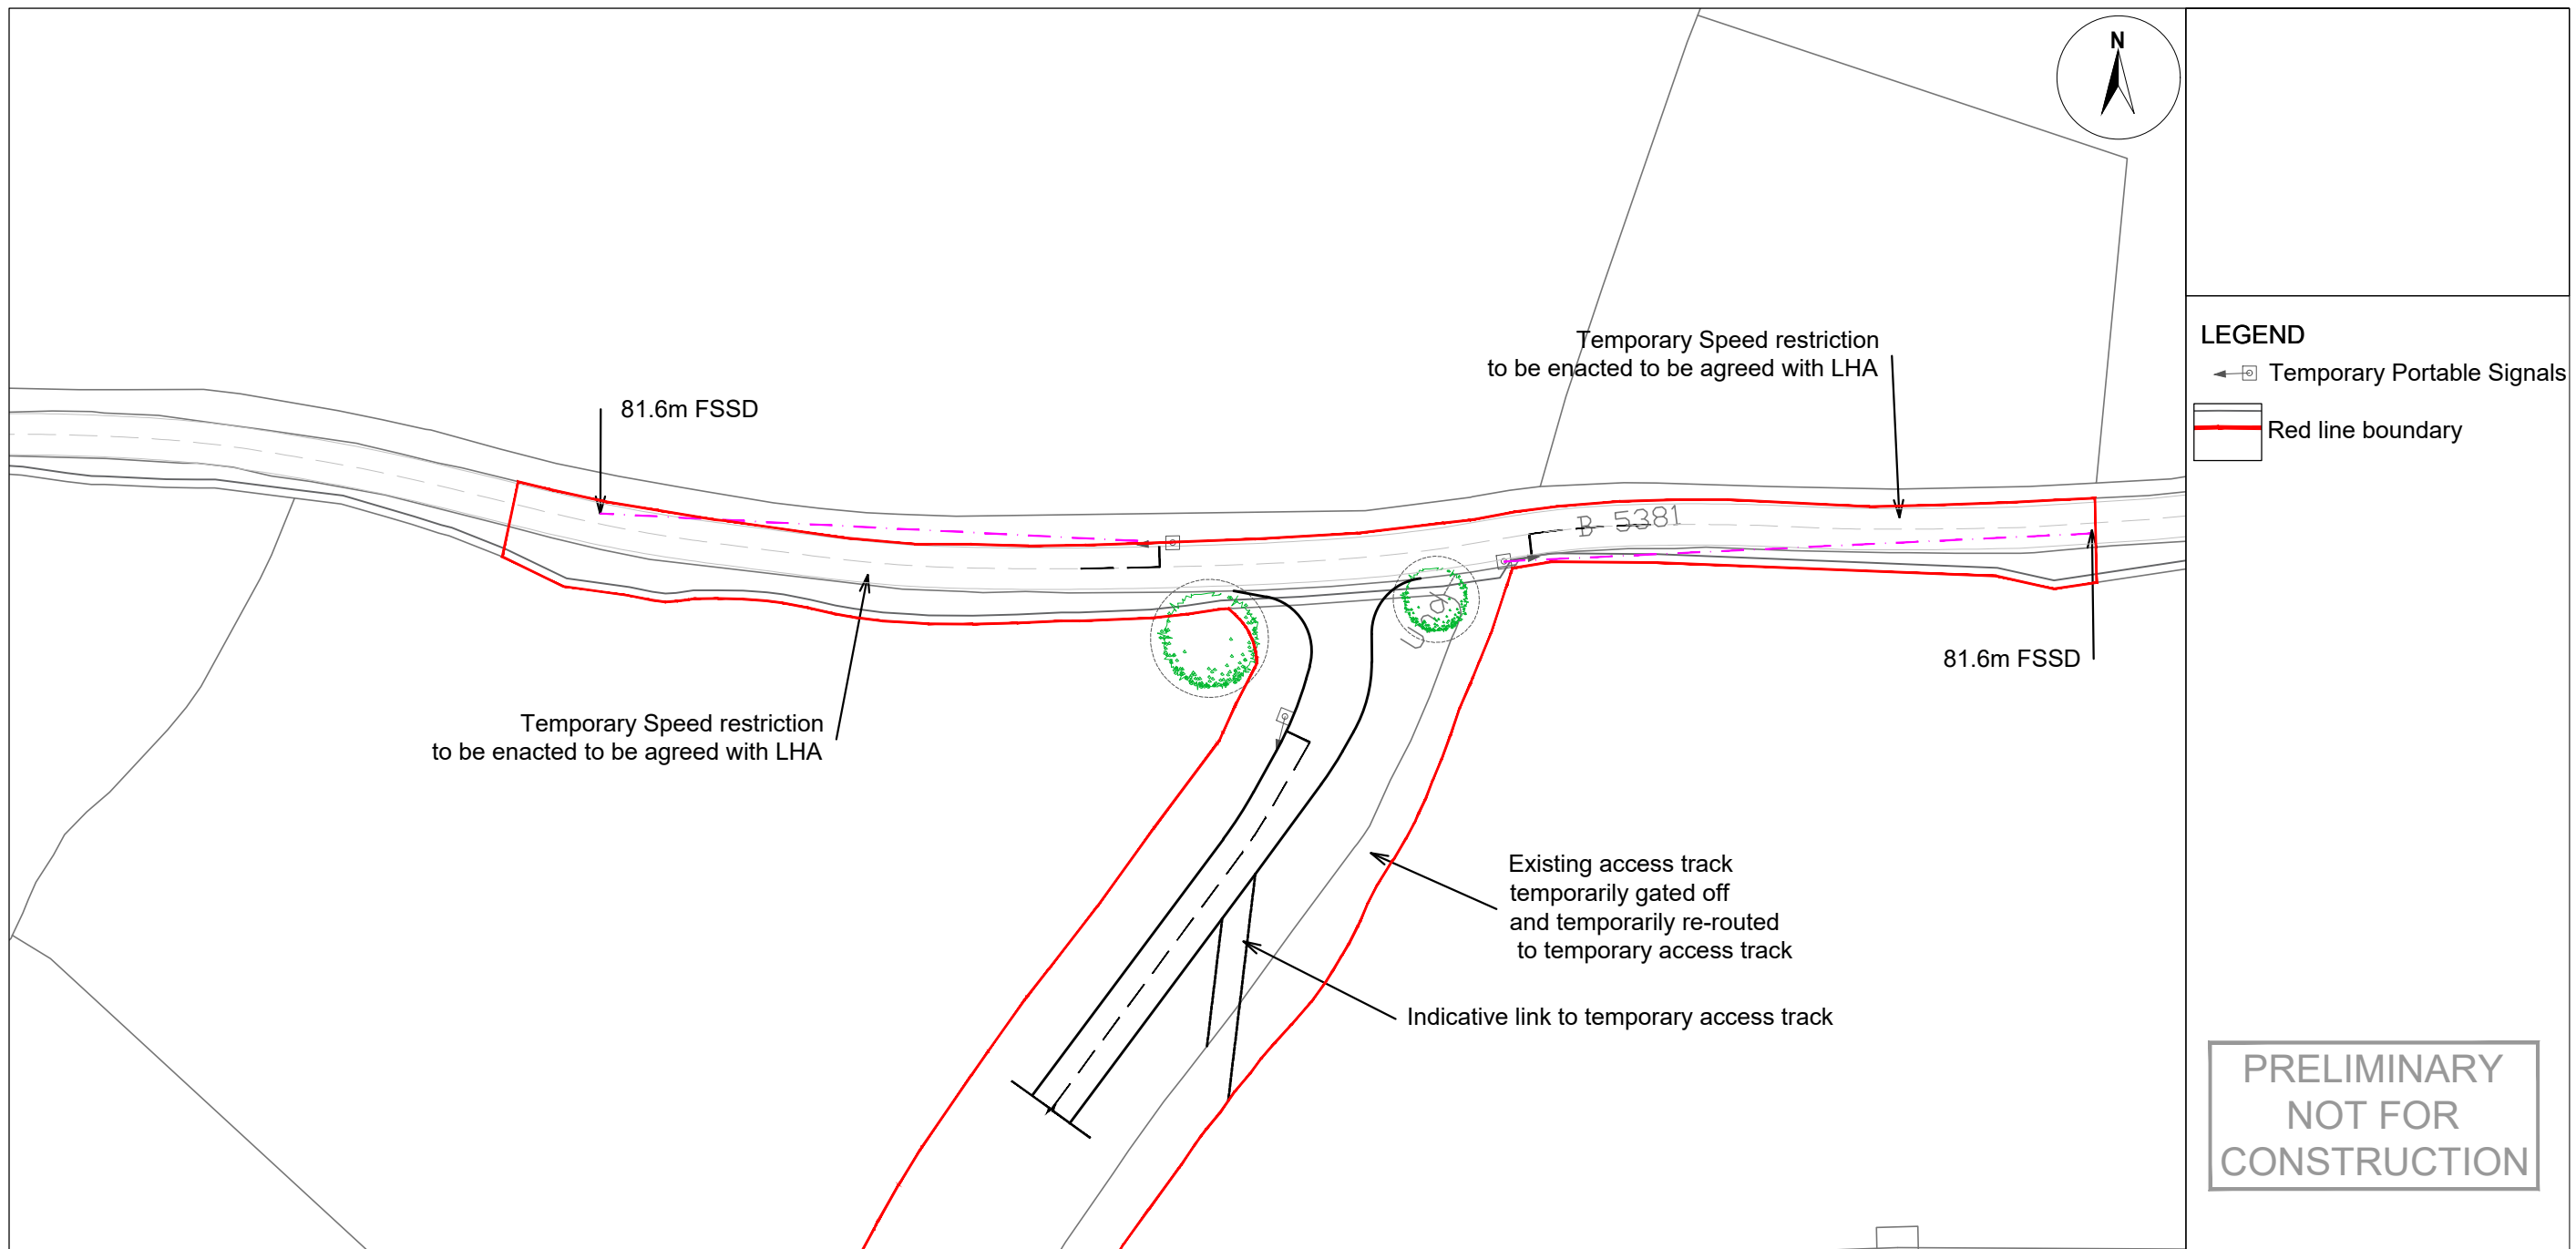 N
Temporary Speed restriction
to be enacted to be agreed with LHA
81.6m FSSD
B 5381
81.6m FSSD
Temporary Speed restriction
to be enacted to be agreed with LHA
Existing access track
temporarily gated off
and temporarily re-routed
to temporary access track
Indicative link to temporary access track
LEGEND
Temporary Portable Signals
Red line boundary
PRELIMINARY
NOT FOR
CONSTRUCTION